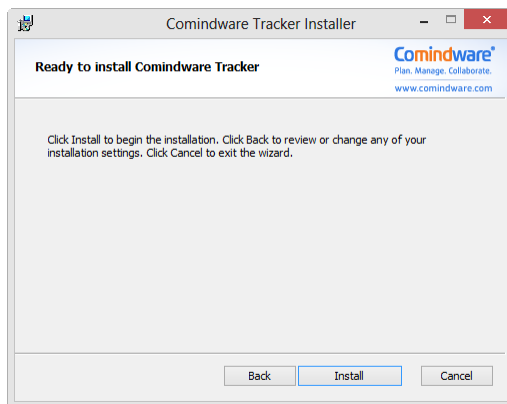 Comindware Tracker Installer
Ready to install Comindware Tracker
Comindware®
Plan. Manage. Collaborate.
www.comindware.com
Click Install to begin the installation. Click Back to review or change any of your
installation settings. Click Cancel to exit the wizard.
Back Install Cancel